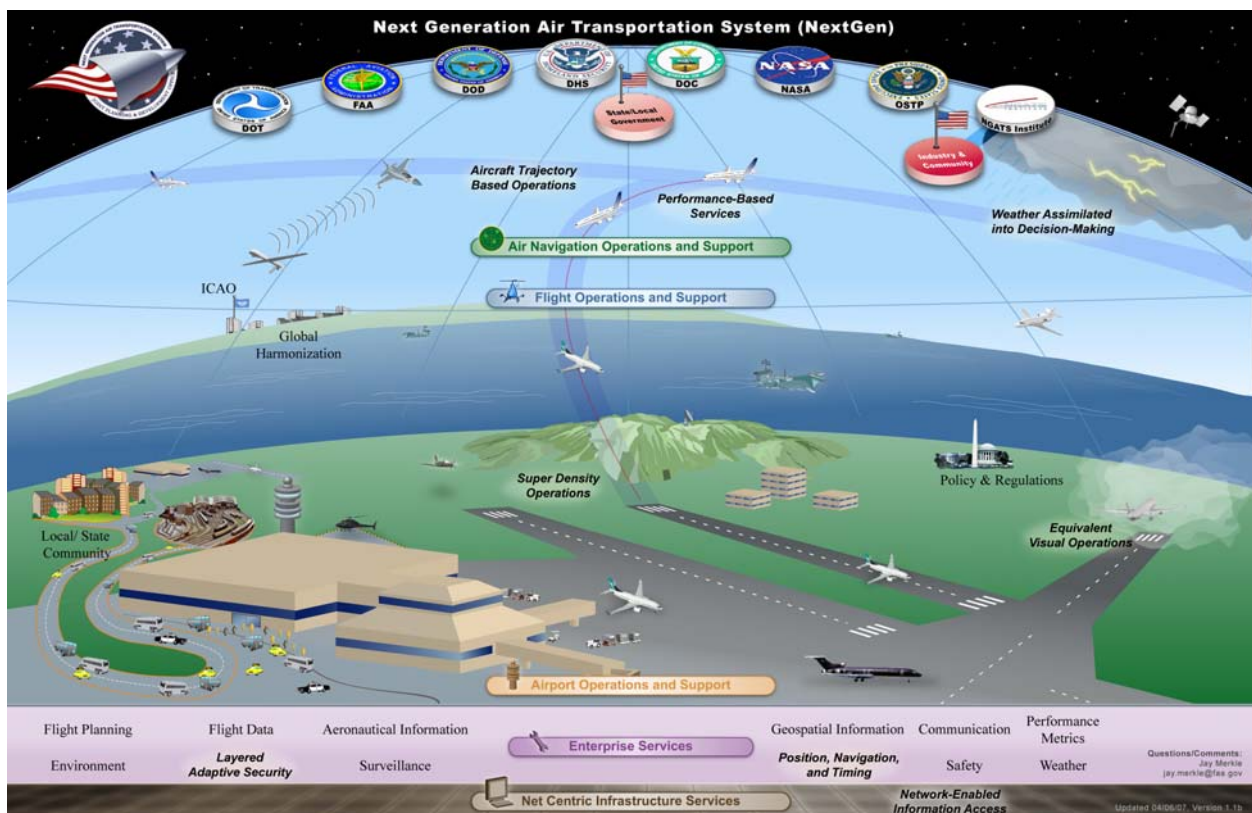 Next Generation Air Transportation System (NextGen)
DOT
FAA
DOD
DHS
DOC
NASA
OSTP
NGATS Institute
State/Local
Government
Industry &
Community
Aircraft Trajectory
Based Operations
Performance-Based
Services
Weather Assimilated
into Decision-Making
Air Navigation Operations and Support
ICAO
Flight Operations and Support
Global
Harmonization
Super Density
Operations
Policy & Regulations
Local/ State
Community
Equivalent
Visual Operations
Airport Operations and Support
Flight Planning
Flight Data
Aeronautical Information
Enterprise Services
Geospatial Information
Communication
Performance
Metrics
Environment
Layered
Adaptive Security
Surveillance
Position, Navigation,
and Timing
Safety
Weather
Questions/Comments:
Jay Merkle
jay.merkle@faa.gov
Net Centric Infrastructure Services
Network-Enabled
Information Access
Updated 04/06/07, Version 1.1b